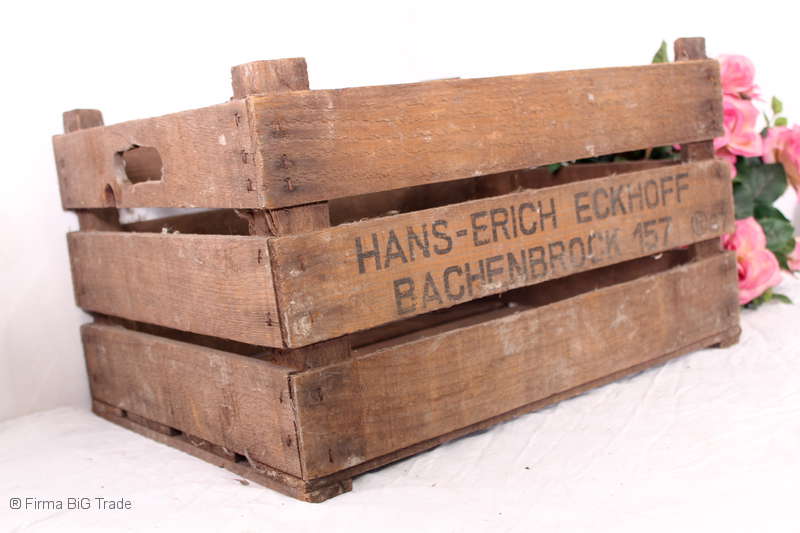 HANS-ERICH ECKHOFF
BACHENBROCK 157 ®
® Firma BiG Trade